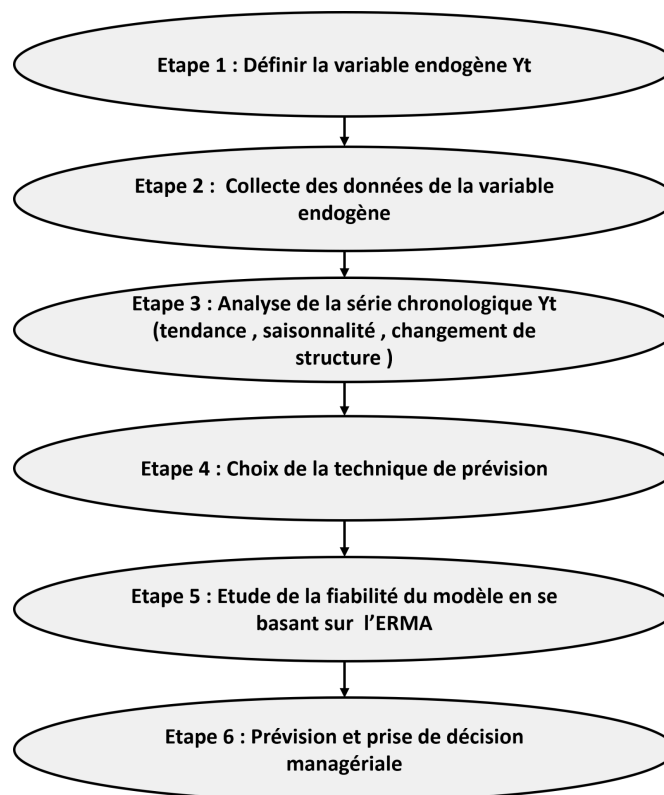 Etape 1 : Définir la variable endogène Yt
Etape 2 : Collecte des données de la variable
endogène
Etape 3 : Analyse de la série chronologique Yt
(tendance , saisonnalité , changement de
structure )
Etape 4 : Choix de la technique de prévision
Etape 5 : Etude de la fiabilité du modèle en se
basant sur l’ERMA
Etape 6 : Prévision et prise de décision
managériale